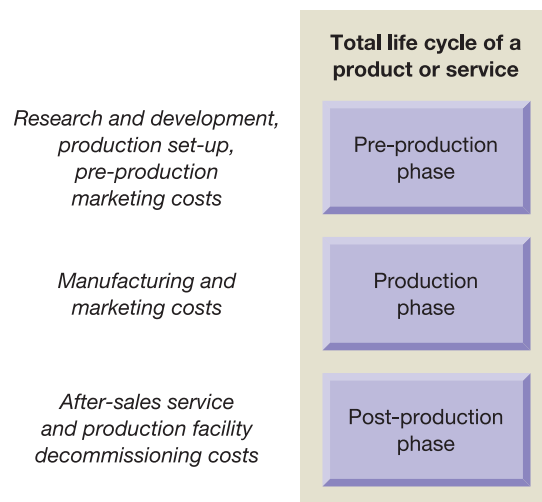 Total life cycle of a
product or service
Research and development,
production set-up,
pre-production
marketing costs
Pre-production
phase
Manufacturing and
marketing costs
Production
phase
After-sales service
and production facility
decommissioning costs
Post-production
phase